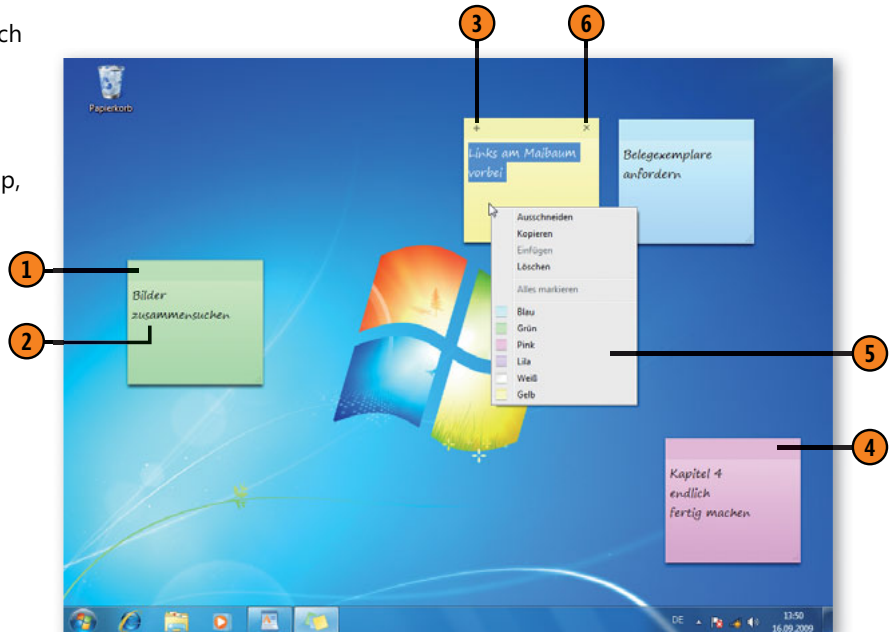 ch
3
6
Papierkorb
Links am Maibaum
vorbei
Belegexemplare
anfordern
p,
Ausschneiden
Kopieren
Einfügen
Löschen
Alles markieren
Blau
Grün
Pink
Lila
Weiß
Gelb
1
Bilder
zusammensuchen
2
5
4
Kapitel 4
endlich
fertig machen
DE
13:50
16.09.2009